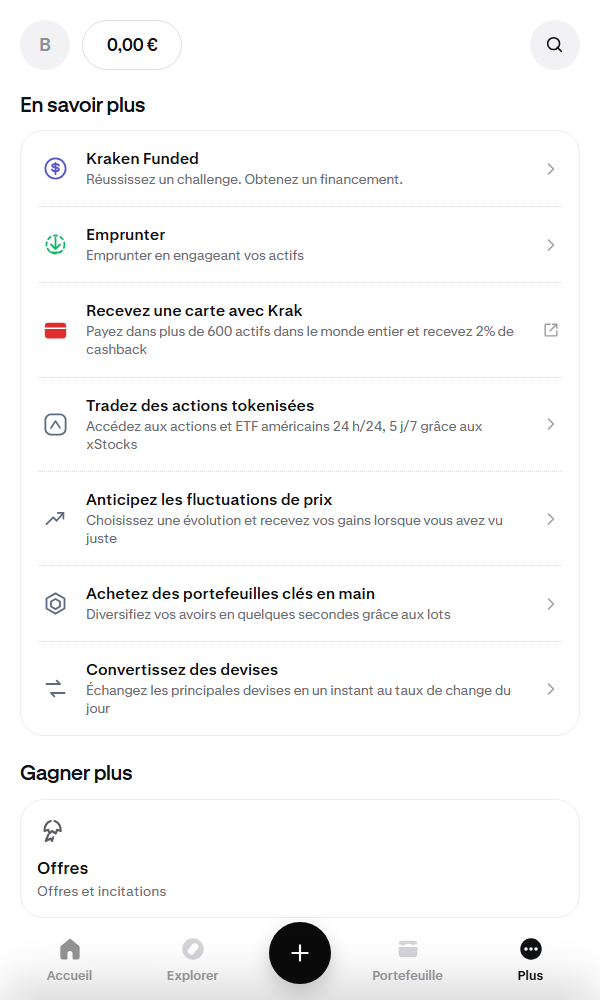 B
0,00 €
En savoir plus
Kraken Funded
Réussissez un challenge. Obtenez un financement.
Emprunter
Emprunter en engageant vos actifs
Recevez une carte avec Krak
Payez dans plus de 600 actifs dans le monde entier et recevez 2% de
cashback
Tradez des actions tokenisées
Accédez aux actions et ETF américains 24 h/24, 5 j/7 grâce aux
xStocks
Anticipez les fluctuations de prix
Choisissez une évolution et recevez vos gains lorsque vous avez vu
juste
Achetez des portefeuilles clés en main
Diversifiez vos avoirs en quelques secondes grâce aux lots
Convertissez des devises
Échangez les principales devises en un instant au taux de change du
jour
Gagner plus
Offres
Offres et incitations
Accueil
Explorer
Portefeuille
Plus